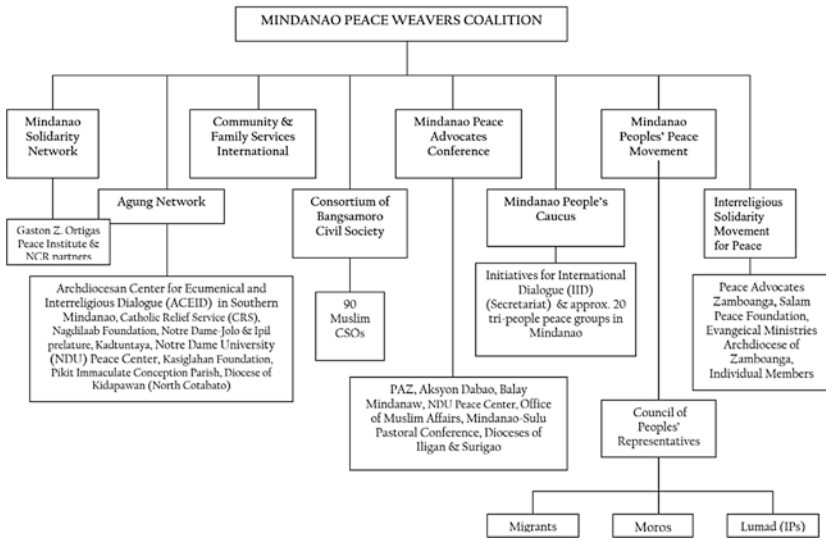 MINDANAO PEACE WEAVERS COALITION
Mindanao
Solidarity
Network
Community &
Family Services
International
Mindanao Peace
Advocates
Conference
Mindanao
Peoples' Peace
Movement
Agung Network
Consortium of
Bangsamoro
Civil Society
Mindanao People's
Caucus
Interreligious
Solidarity
Movement
for Peace
Gaston Z. Ortigas
Peace Institute &
NCR partners
Archdiocesan Center for Ecumenical and
Interreligious Dialogue (ACEID) in Southern
Mindanao, Catholic Relief Service (CRS),
Nagdilaab Foundation, Notre Dame-Jolo & Ipil
prelature, Kadtuntaya, Notre Dame University
(NDU) Peace Center, Kasiglahan Foundation,
Pikit Immaculate Conception Parish, Diocese of
Kidapawan (North Cotabato)
90
Muslim
CSOs
Initiatives for International
Dialogue (IID)
(Secretariat) & approx. 20
tri-people peace groups in
Mindanao
Peace Advocates
Zamboanga, Salam
Peace Foundation,
Evangeical Ministries
Archdiocese of
Zamboanga,
Individual Members
PAZ, Aksyon Dabao, Balay
Mindanaw, NDU Peace Center, Office
of Muslim Affairs, Mindanao-Sulu
Pastoral Conference, Dioceses of
Iligan & Surigao
Council of
Peoples'
Representatives
Migrants
Moros
Lumad (IPs)